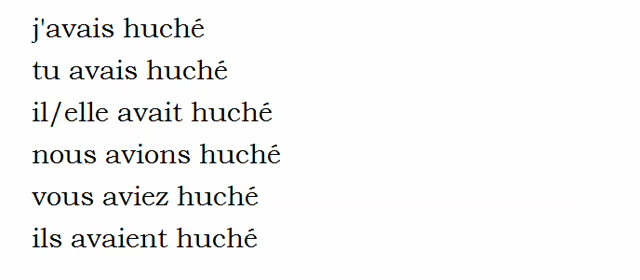 j'avais huché
tu avais huché
il/elle avait huché
nous avions huché
vous aviez huché
ils avaient huché